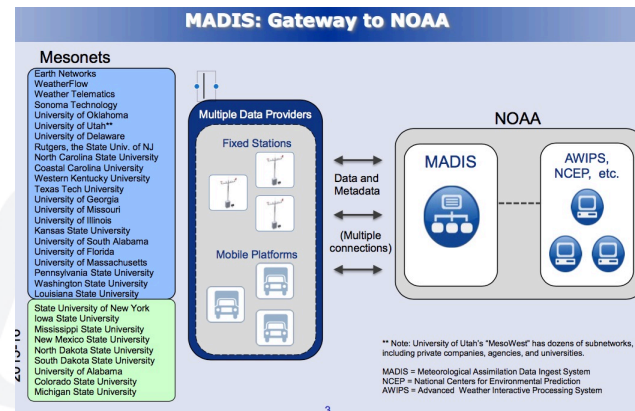 MADIS: Gateway to NOAA
Mesonets
Earth Networks
WeatherFlow
Weather Telematics
Sonoma Technology
University of Oklahoma
University of Utah**
University of Delaware
Rutgers, the State Univ. of NJ
North Carolina State University
Coastal Carolina University
Western Kentucky University
Texas Tech University
University of Georgia
University of Missouri
University of Illinois
Kansas State University
University of South Alabama
University of Florida
University of Massachusetts
Pennsylvania State University
Washington State University
Louisiana State University
State University of New York
Iowa State University
Mississippi State University
New Mexico State University
North Dakota State University
South Dakota State University
University of Alabama
Colorado State University
Michigan State University
Multiple Data Providers
Fixed Stations
Mobile Platforms
Data and
Metadata
(Multiple
connections)
NOAA
MADIS
AWIPS,
NCEP, etc.
** Note: University of Utah's "MesoWest" has dozens of subnetworks,
including private companies, agencies, and universities.
MADIS = Meteorological Assimilation Data Ingest System
NCEP = National Centers for Environmental Prediction
AWIPS = Advanced Weather Interactive Processing System
3